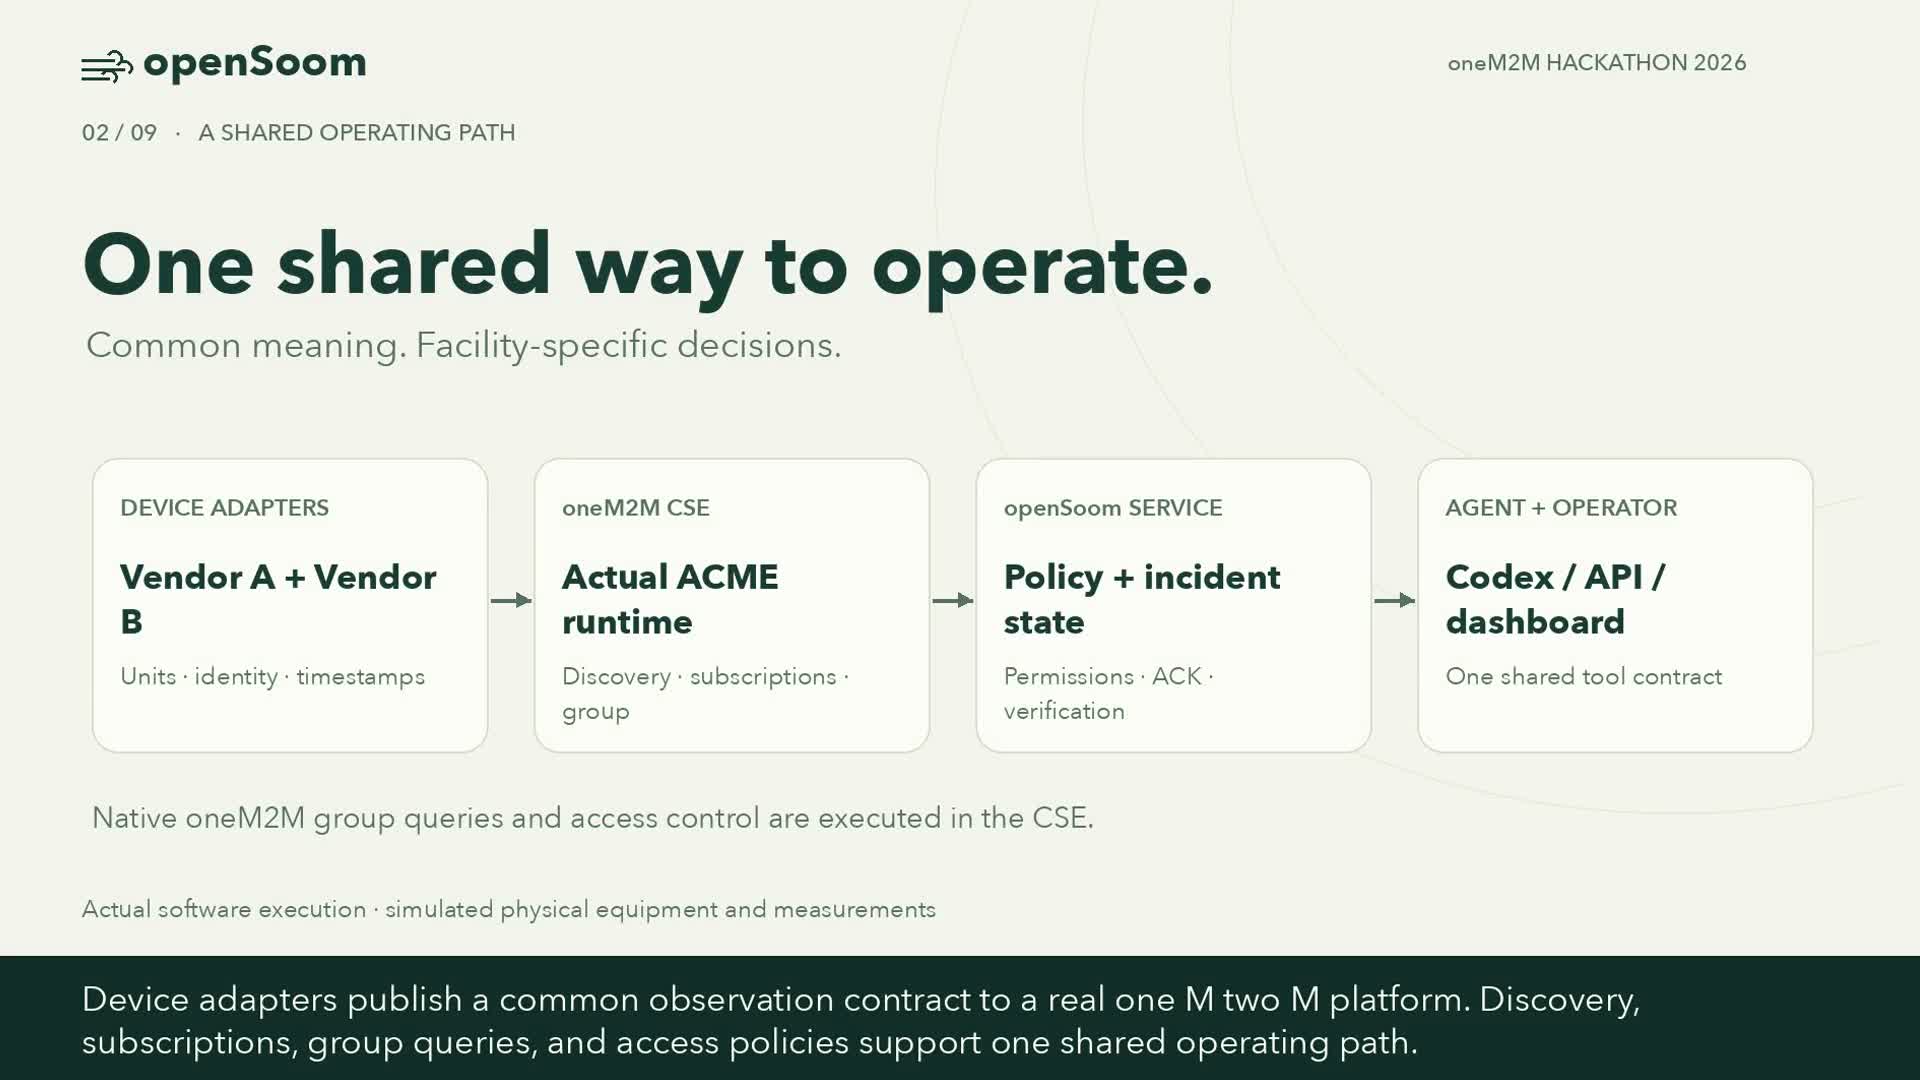 openSoom
oneM2M HACKATHON 2026
02 / 09 · A SHARED OPERATING PATH
One shared way to operate.
Common meaning. Facility-specific decisions.
DEVICE ADAPTERS
Vendor A + Vendor
B
Units · identity · timestamps
oneM2M CSE
Actual ACME
runtime
Discovery · subscriptions ·
group
openSoom SERVICE
Policy + incident
state
Permissions · ACK ·
verification
AGENT + OPERATOR
Codex / API /
dashboard
One shared tool contract
Native oneM2M group queries and access control are executed in the CSE.
Actual software execution · simulated physical equipment and measurements
Device adapters publish a common observation contract to a real one M two M platform. Discovery,
subscriptions, group queries, and access policies support one shared operating path.